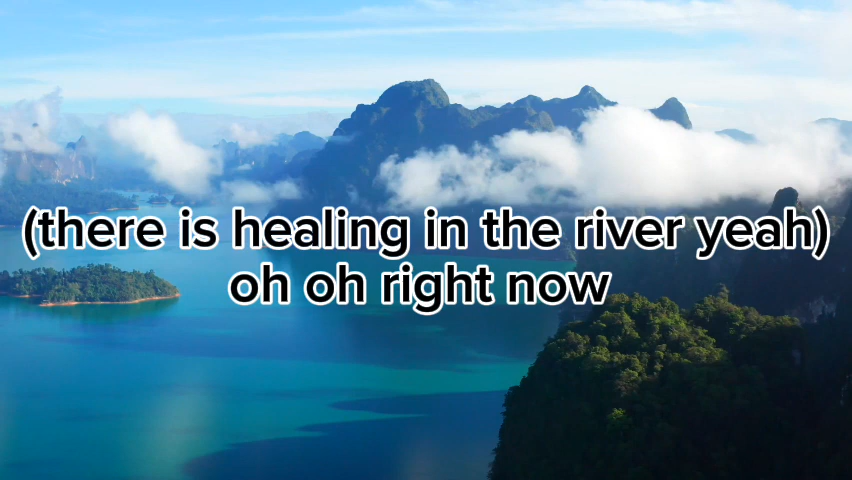 (there is healing in the river yeah)
oh oh right now